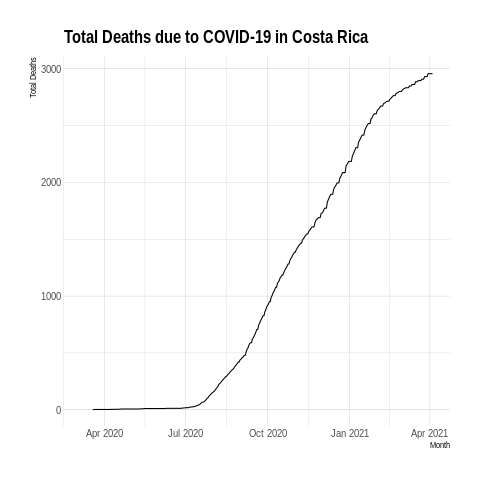 Total Deaths due to COVID-19 in Costa Rica
Total Deaths
3000
2000
1000
0
Apr 2020 Jul 2020 Oct 2020 Jan 2021 Apr 2021
Month